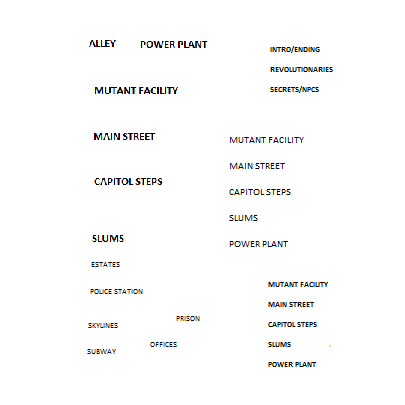 ALLEY POWER PLANT
INTRO/ENDING
REVOLUTIONARIES
MUTANT FACILITY
SECRETS/NPCS
MAIN STREET
MUTANT FACILITY
MAIN STREET
CAPITOL STEPS
CAPITOL STEPS
SLUMS
SLUMS
POWER PLANT
ESTATES
POLICE STATION
MUTANT FACILITY
MAIN STREET
PRISON
SKYLINES
CAPITOL STEPS
OFFICES
SLUMS
SUBWAY
POWER PLANT